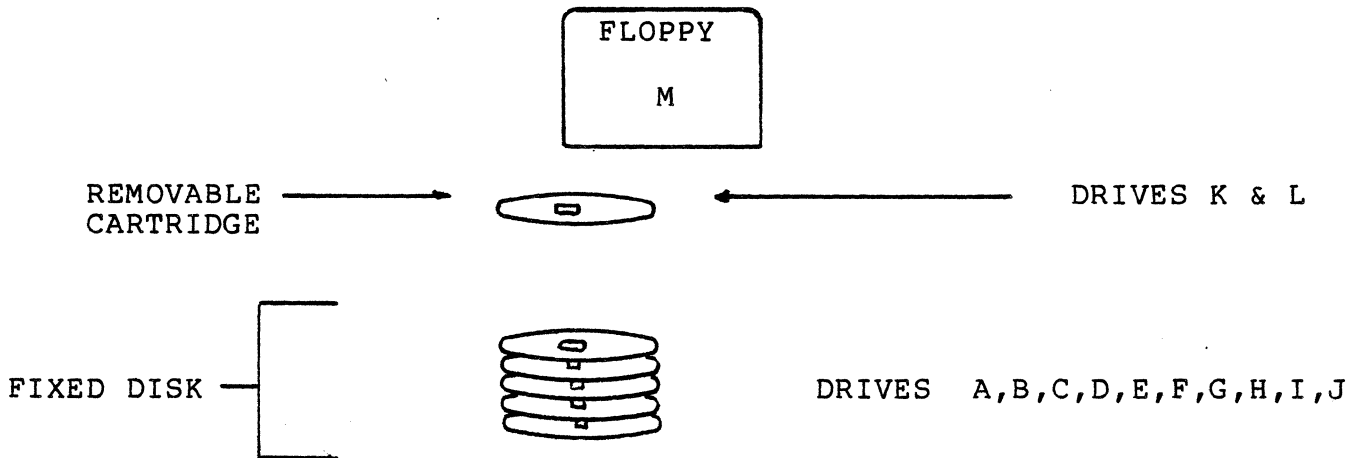 FLOPPY
M
REMOVABLE
CARTRIDGE
DRIVES K & L
FIXED DISK
DRIVES A,B,C,D,E,F,G,H,I,J